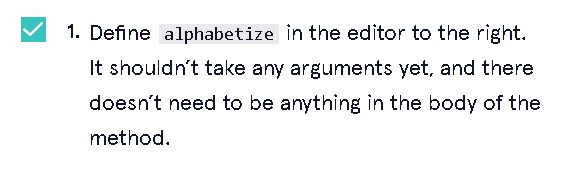 1. Define alphabetize in the editor to the right.
It shouldn’t take any arguments yet, and there
doesn’t need to be anything in the body of the
method.